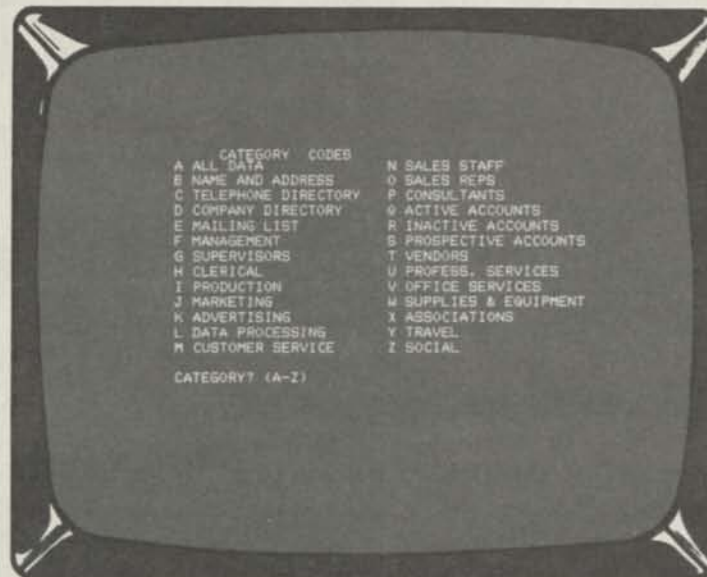 CATEGORY CODES
A ALL DATA
B NAME AND ADDRESS
C TELEPHONE DIRECTORY
D COMPANY DIRECTORY
E MAILING LIST
F MANAGEMENT
G SUPERVISORS
H CLERICAL
I PRODUCTION
J MARKETING
K ADVERTISING
L DATA PROCESSING
M CUSTOMER SERVICE
N SALES STAFF
O SALES REPS
P CONSULTANTS
Q ACTIVE ACCOUNTS
R INACTIVE ACCOUNTS
S PROSPECTIVE ACCOUNTS
T VENDORS
U PROFESS. SERVICES
V OFFICE SERVICES
W SUPPLIES & EQUIPMENT
X ASSOCIATIONS
Y TRAVEL
Z SOCIAL
CATEGORY? (A-Z)